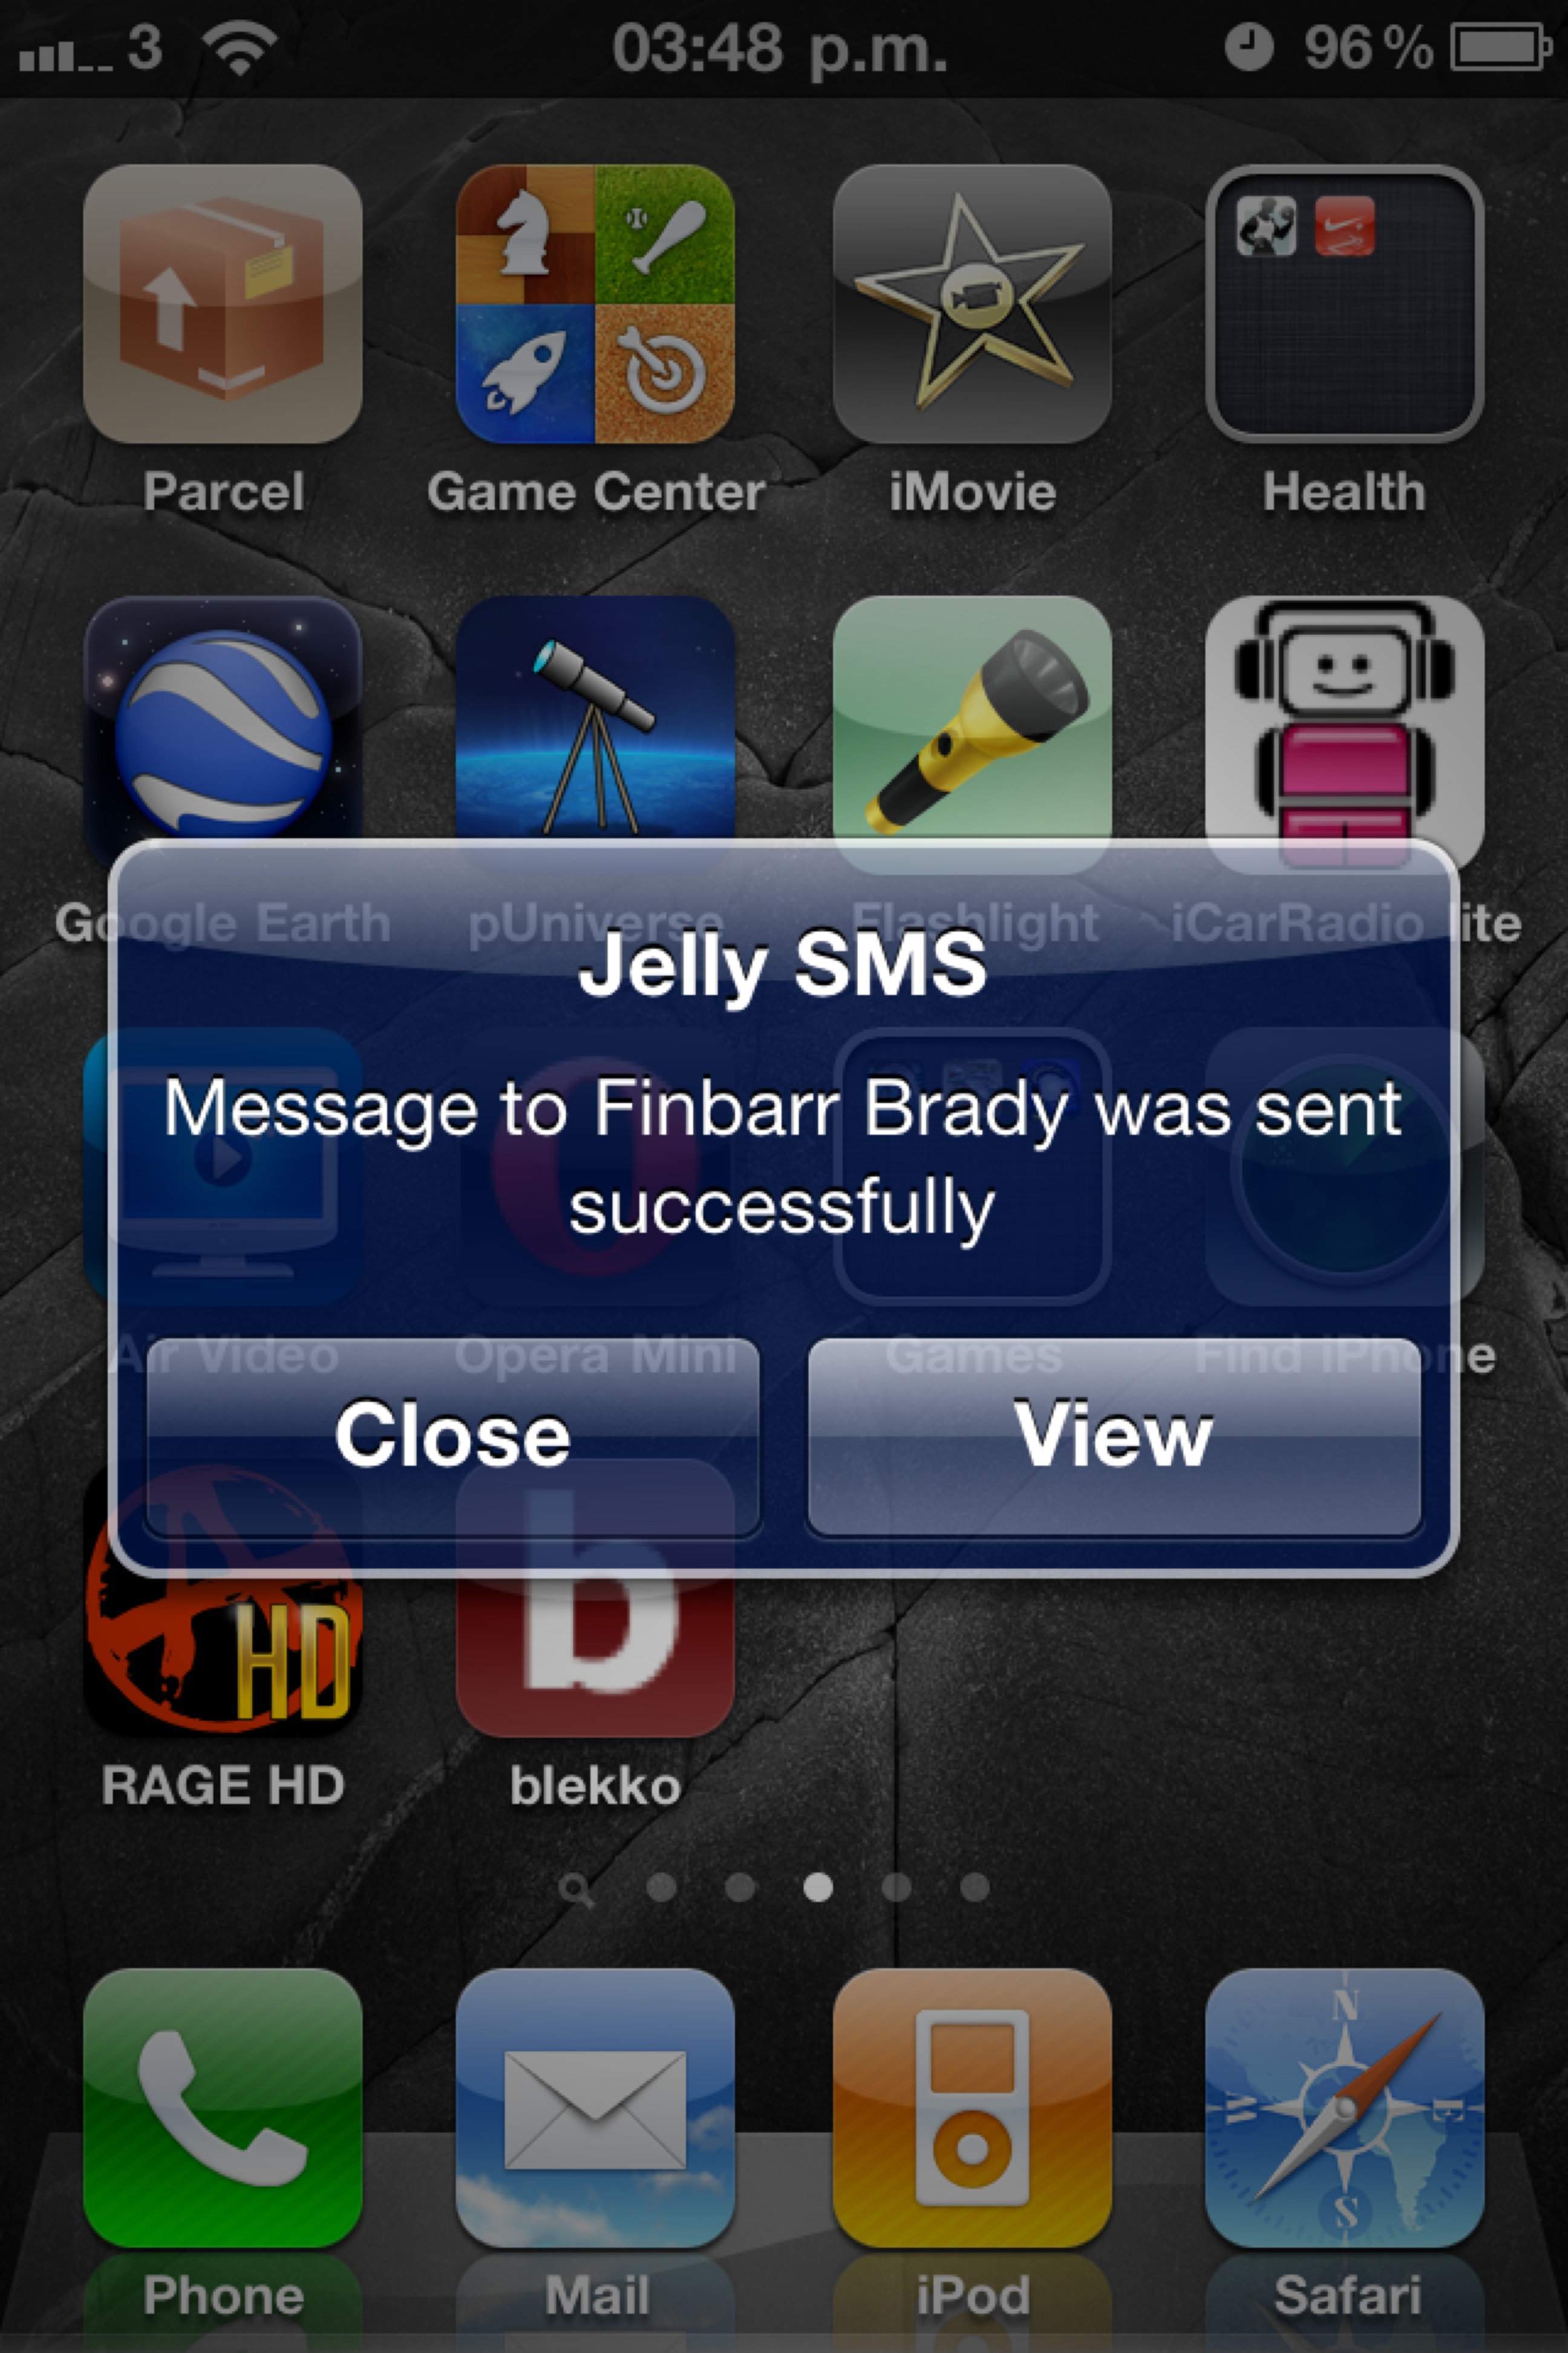 3 03:48 p.m. 96%
Parcel Game Center iMovie Health
Google Earth pUniverse Flashlight iCarRadio lite
Jelly SMS
Message to Finbarr Brady was sent
successfully
Air Video Opera Mini Games Find iPhone
Close View
HD b
RAGE HD blekko
N
W E
S
Phone Mail iPod Safari